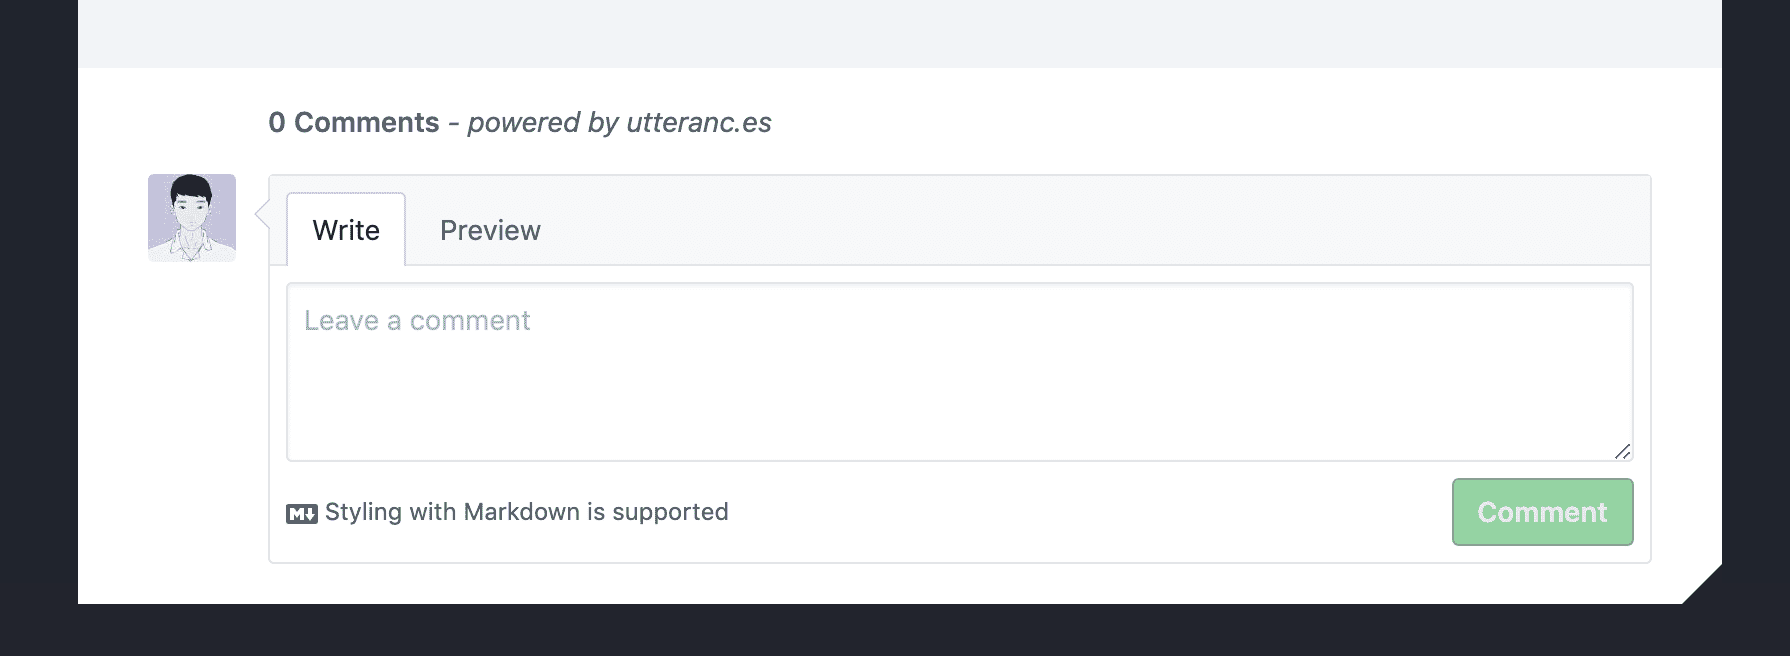 0 Comments - powered by utteranc.es
Write Preview
Leave a comment
M Styling with Markdown is supported
Comment